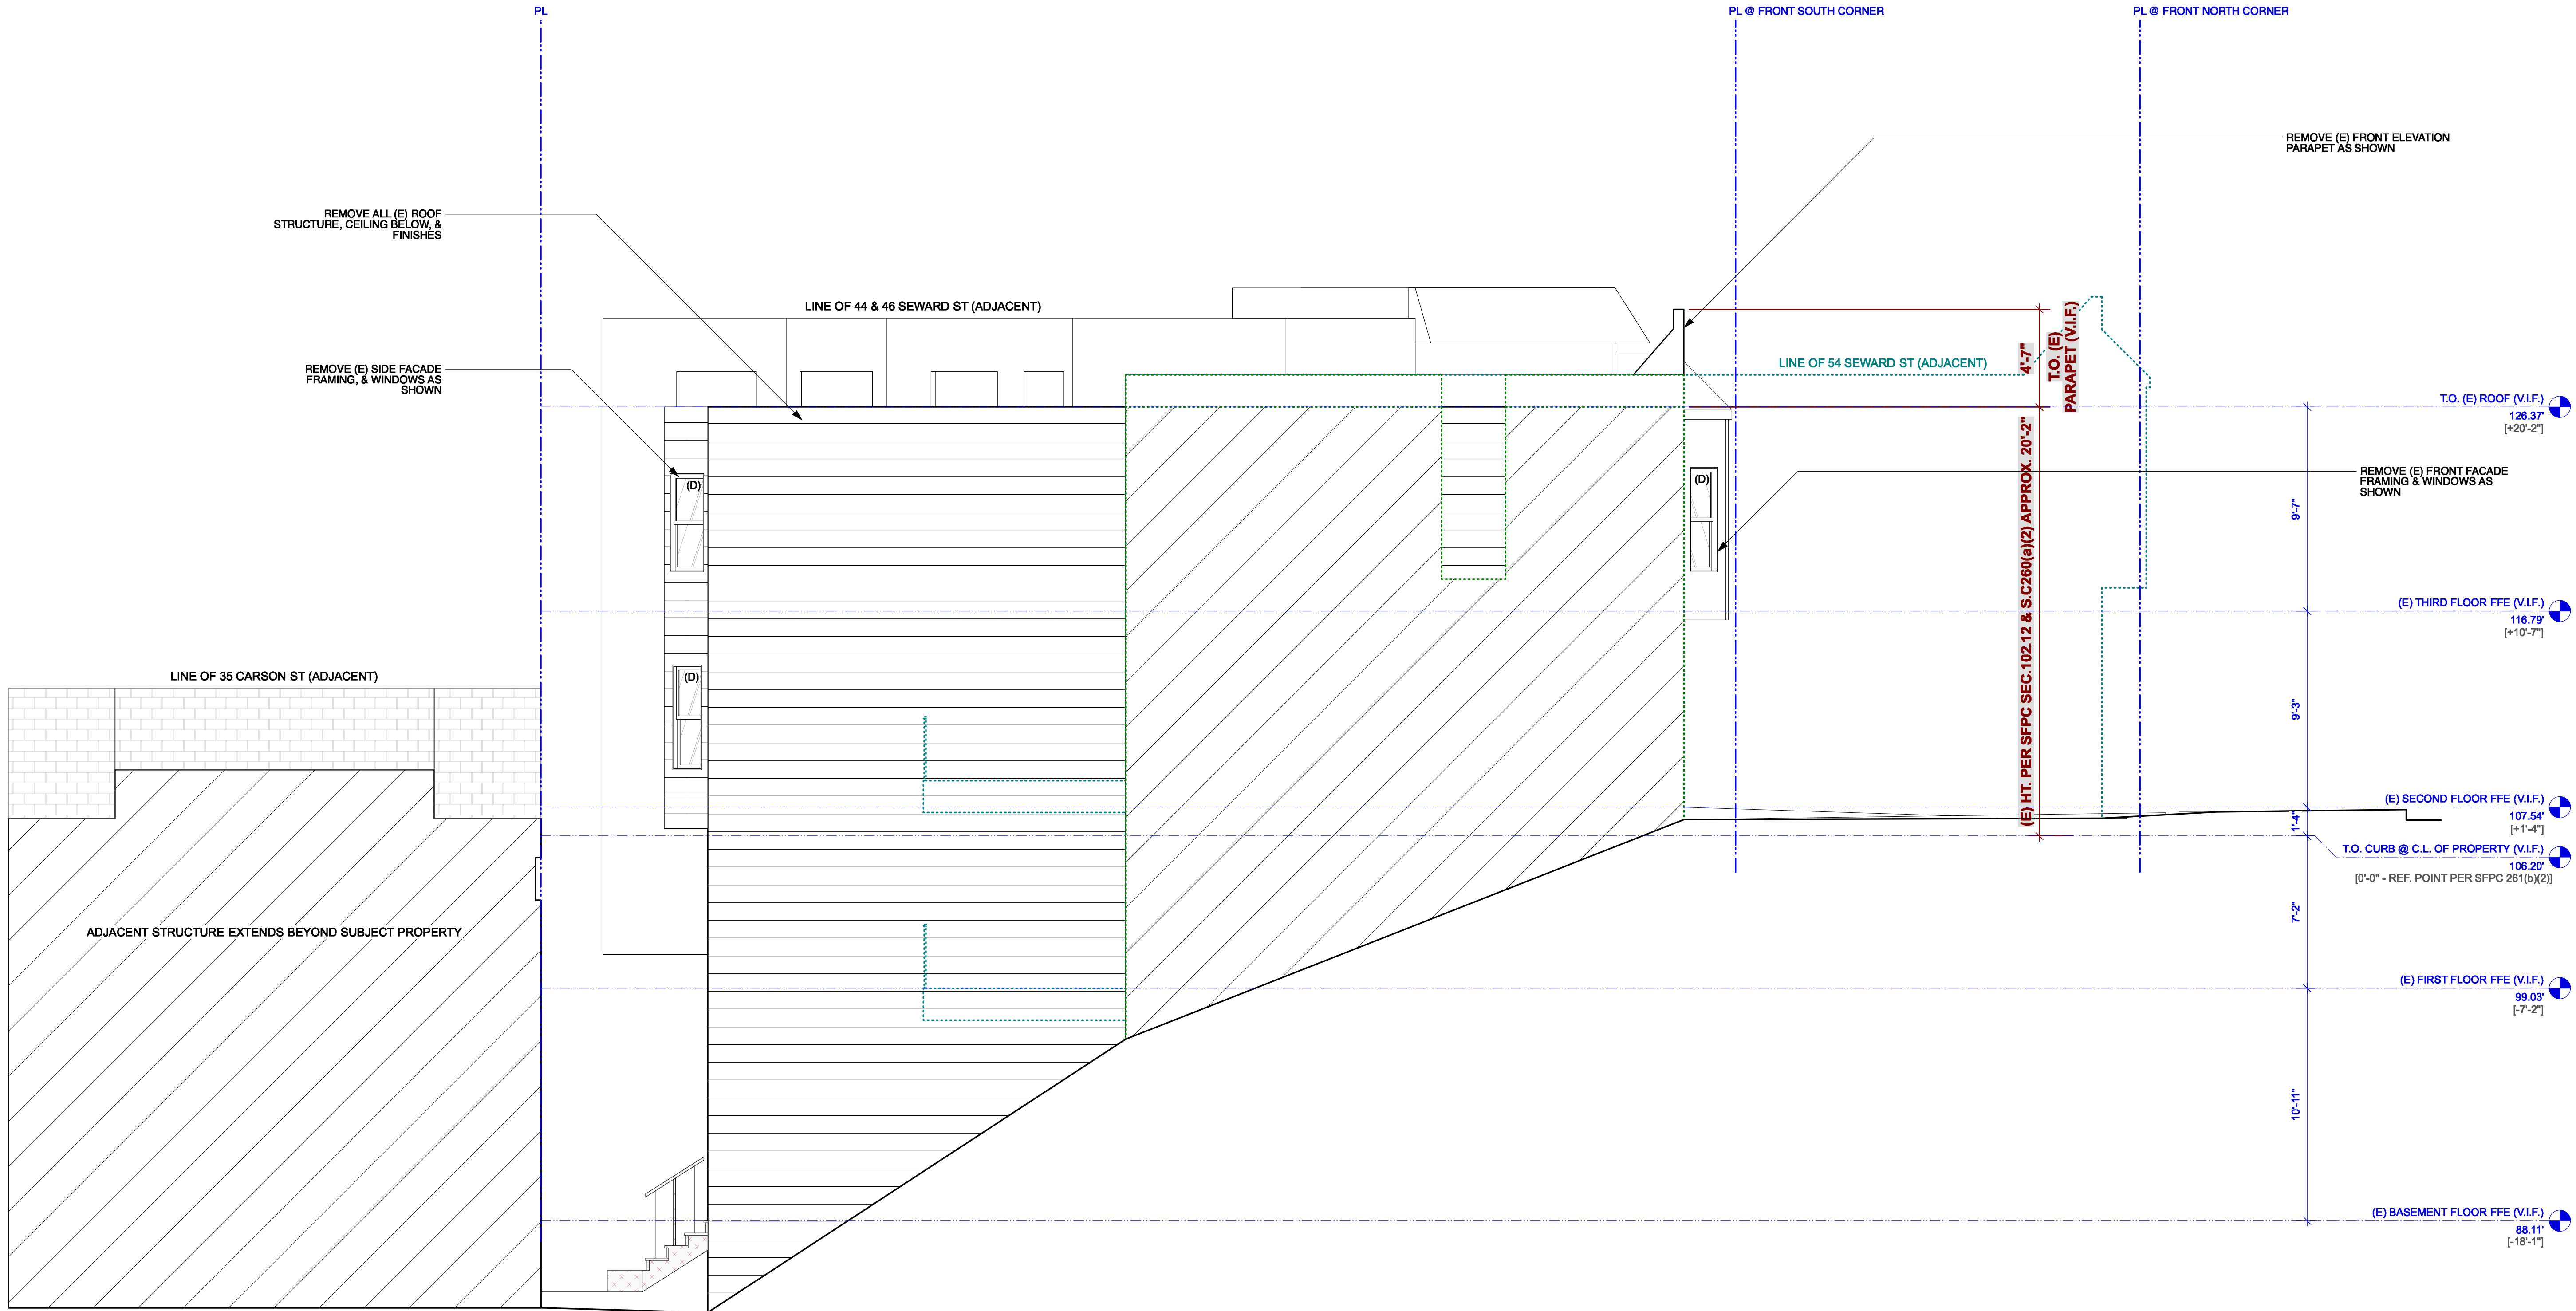 PL
PL @ FRONT SOUTH CORNER
PL @ FRONT NORTH CORNER
REMOVE (E) FRONT ELEVATION
PARAPET AS SHOWN
REMOVE ALL (E) ROOF
STRUCTURE, CEILING BELOW, &
FINISHES
LINE OF 44 & 46 SEWARD ST (ADJACENT)
REMOVE (E) SIDE FACADE
FRAMING, & WINDOWS AS
SHOWN
LINE OF 54 SEWARD ST (ADJACENT)
4'-7"
T.O. (E)
PARAPET (V.I.F.)
T.O. (E) ROOF (V.I.F.)
126.37'
[+20'-2"]
(E) HT. PER SFPC SEC.102.12 & S.C260(a)(2) APPROX. 20'-2"
(D)
(D)
REMOVE (E) FRONT FACADE
FRAMING & WINDOWS AS
SHOWN
9'-7"
(E) THIRD FLOOR FFE (V.I.F.)
116.79'
[+10'-7"]
LINE OF 35 CARSON ST (ADJACENT)
(D)
9'-3"
(E) SECOND FLOOR FFE (V.I.F.)
107.54'
[+1'-4"]
1'-4"
T.O. CURB @ C.L. OF PROPERTY (V.I.F.)
106.20'
[0'-0" - REF. POINT PER SFPC 261(b)(2)]
7'-2"
ADJACENT STRUCTURE EXTENDS BEYOND SUBJECT PROPERTY
(E) FIRST FLOOR FFE (V.I.F.)
99.03'
[-7'-2"]
10'-11"
(E) BASEMENT FLOOR FFE (V.I.F.)
88.11'
[-18'-1"]